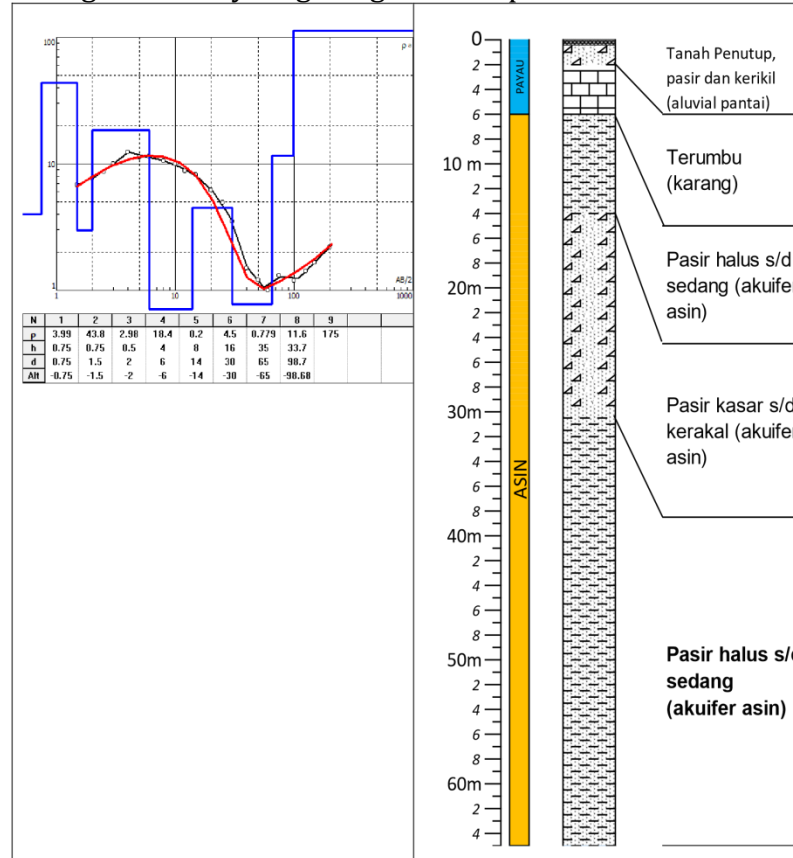 100
10
1
ρ =
AB/2
1 10 100 1000
N 1 2 3 4 5 6 7 8 9
ρ 3.99 43.8 2.98 18.4 0.2 4.5 0.779 11.6 175
h 0.75 0.75 0.5 4 8 16 35 33.7
d 0.75 1.5 2 6 14 30 65 98.7
Alt -0.75 -1.5 -2 -6 -14 -30 -65 -98.68
0
2
4
6
8
10 m
2
4
6
8
20m
2
4
6
8
30m
2
4
6
8
40m
2
4
6
8
50m
2
4
6
8
60m
2
4
PAYAU
ASIN
Tanah Penutup,
pasir dan kerikil
(aluvial pantai)
Terumbu
(karang)
Pasir halus s/d
sedang (akuifer
asin)
Pasir kasar s/d
kerakal (akuifer
asin)
Pasir halus s/d
sedang
(akuifer asin)